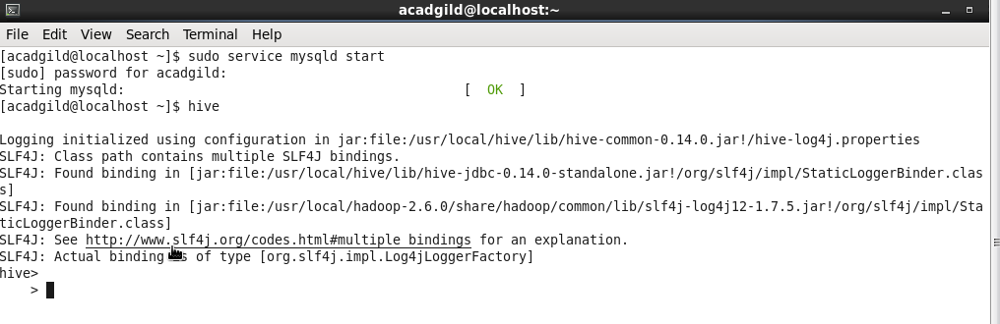 acadgild@localhost:~
File Edit View Search Terminal Help
[acadgild@localhost ~]$ sudo service mysqld start
[sudo] password for acadgild:
Starting mysqld: [ OK ]
[acadgild@localhost ~]$ hive
Logging initialized using configuration in jar:file:/usr/local/hive/lib/hive-common-0.14.0.jar!/hive-log4j.properties
SLF4J: Class path contains multiple SLF4J bindings.
SLF4J: Found binding in [jar:file:/usr/local/hive/lib/hive-jdbc-0.14.0-standalone.jar!/org/slf4j/impl/StaticLoggerBinder.clas
s]
SLF4J: Found binding in [jar:file:/usr/local/hadoop-2.6.0/share/hadoop/common/lib/slf4j-log4j12-1.7.5.jar!/org/slf4j/impl/Sta
ticLoggerBinder.class]
SLF4J: See http://www.slf4j.org/codes.html#multiple_bindings for an explanation.
SLF4J: Actual binding is of type [org.slf4j.impl.Log4jLoggerFactory]
hive>
>